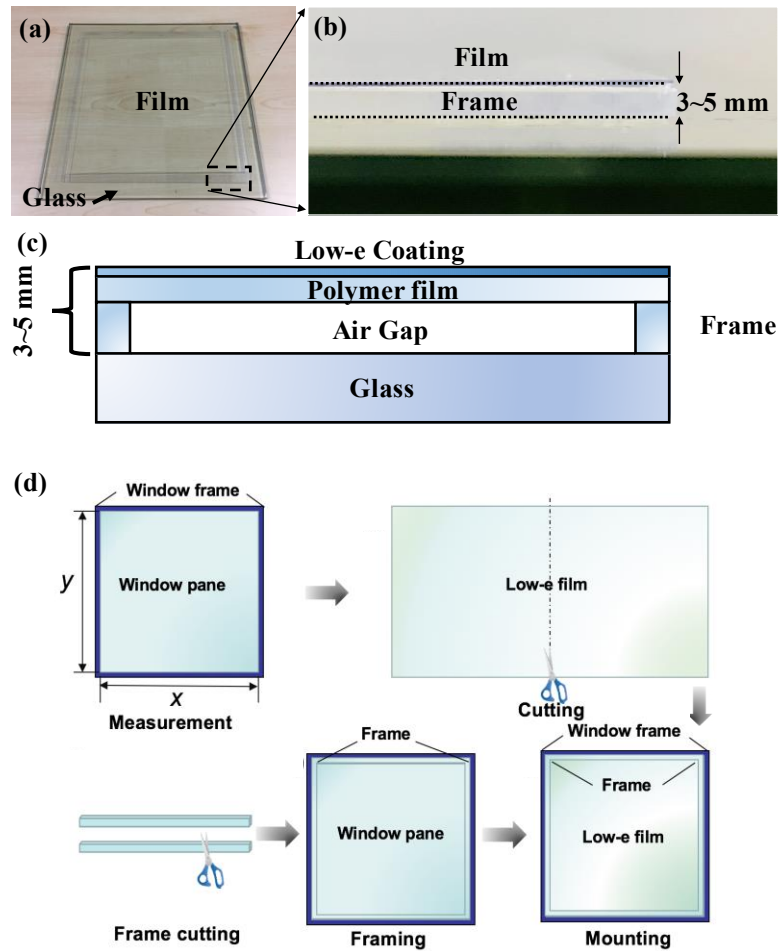 (a)
Film
Glass
(b)
Film
Frame
3~5 mm
(c)
Low-e Coating
3~5 mm
Polymer film
Air Gap
Frame
Glass
(d)
Window frame
y
Window pane
x
Measurement
Low-e film
Cutting
Frame cutting
Frame
Window pane
Framing
Window frame
Frame
Low-e film
Mounting